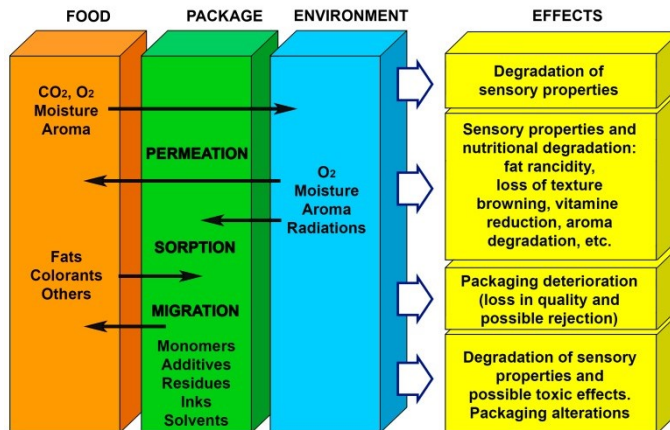 FOOD
PACKAGE
ENVIRONMENT
EFFECTS
CO₂, O₂
Moisture
Aroma
Fats
Colorants
Others
PERMEATION
SORPTION
MIGRATION
Monomers
Additives
Residues
Inks
Solvents
O₂
Moisture
Aroma
Radiations
Degradation of
sensory properties
Sensory properties and
nutritional degradation:
fat rancidity,
loss of texture
browning, vitamine
reduction, aroma
degradation, etc.
Packaging deterioration
(loss in quality and
possible rejection)
Degradation of sensory
properties and
possible toxic effects.
Packaging alterations